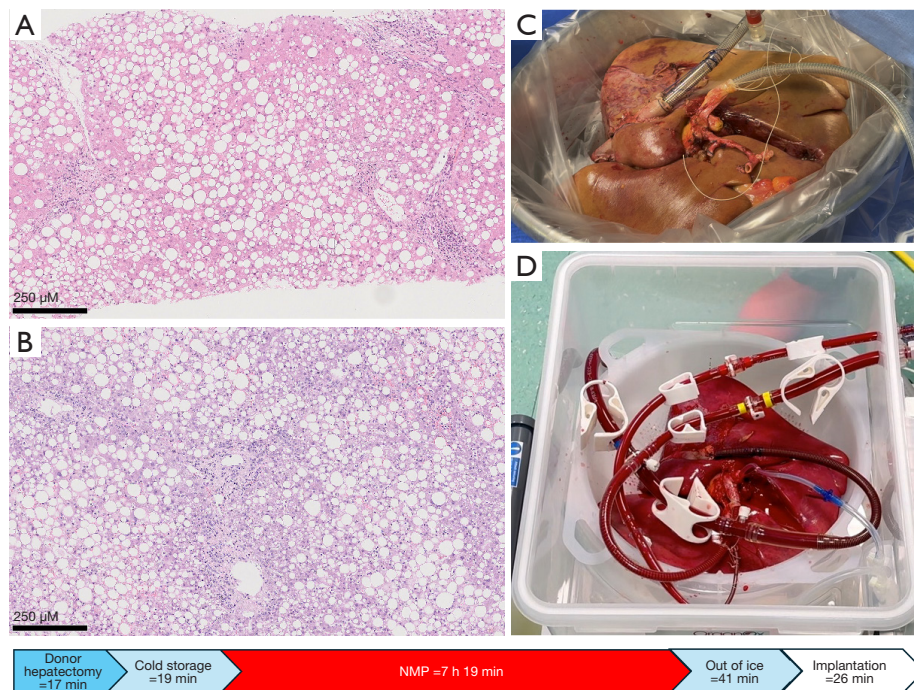 A
250 µM
B
250 µM
C
D
Donor
hepatectomy
=17 min
Cold storage
=19 min
NMP =7 h 19 min
Out of ice
=41 min
Implantation
=26 min